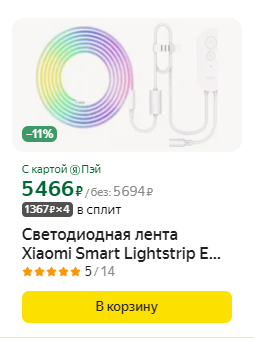 –11%
С картой Я Пэй
5466 ₽ / без: 5694 ₽
1367 ₽ × 4 в сплит
Светодиодная лента
Xiaomi Smart Lightstrip E...
5 / 14
В корзину